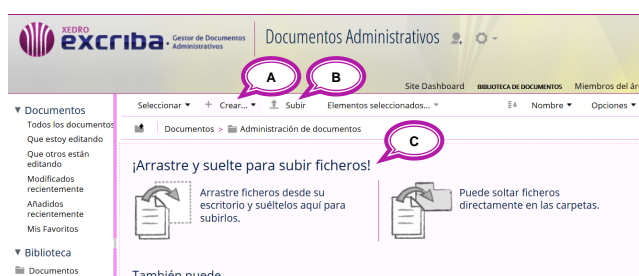 XEDRO
excriba. Gestor de Documentos
Administrativos
Documentos Administrativos
A
B
Site Dashboard BIBLIOTECA DE DOCUMENTOS Miembros del ár
Seleccionar + Crear... Subir Elementos seleccionados... Nombre Opciones
Documentos
Todos los documentos
Que estoy editando
Que otros están
editando
Modificados
recientemente
Añadidos
recientemente
Mis Favoritos
Biblioteca
Documentos
Documentos > Administración de documentos
C
¡Arrastre y suelte para subir ficheros!
Arrastre ficheros desde su
escritorio y suéltelos aquí para
subirlos.
Puede soltar ficheros
directamente en las carpetas.
También puede